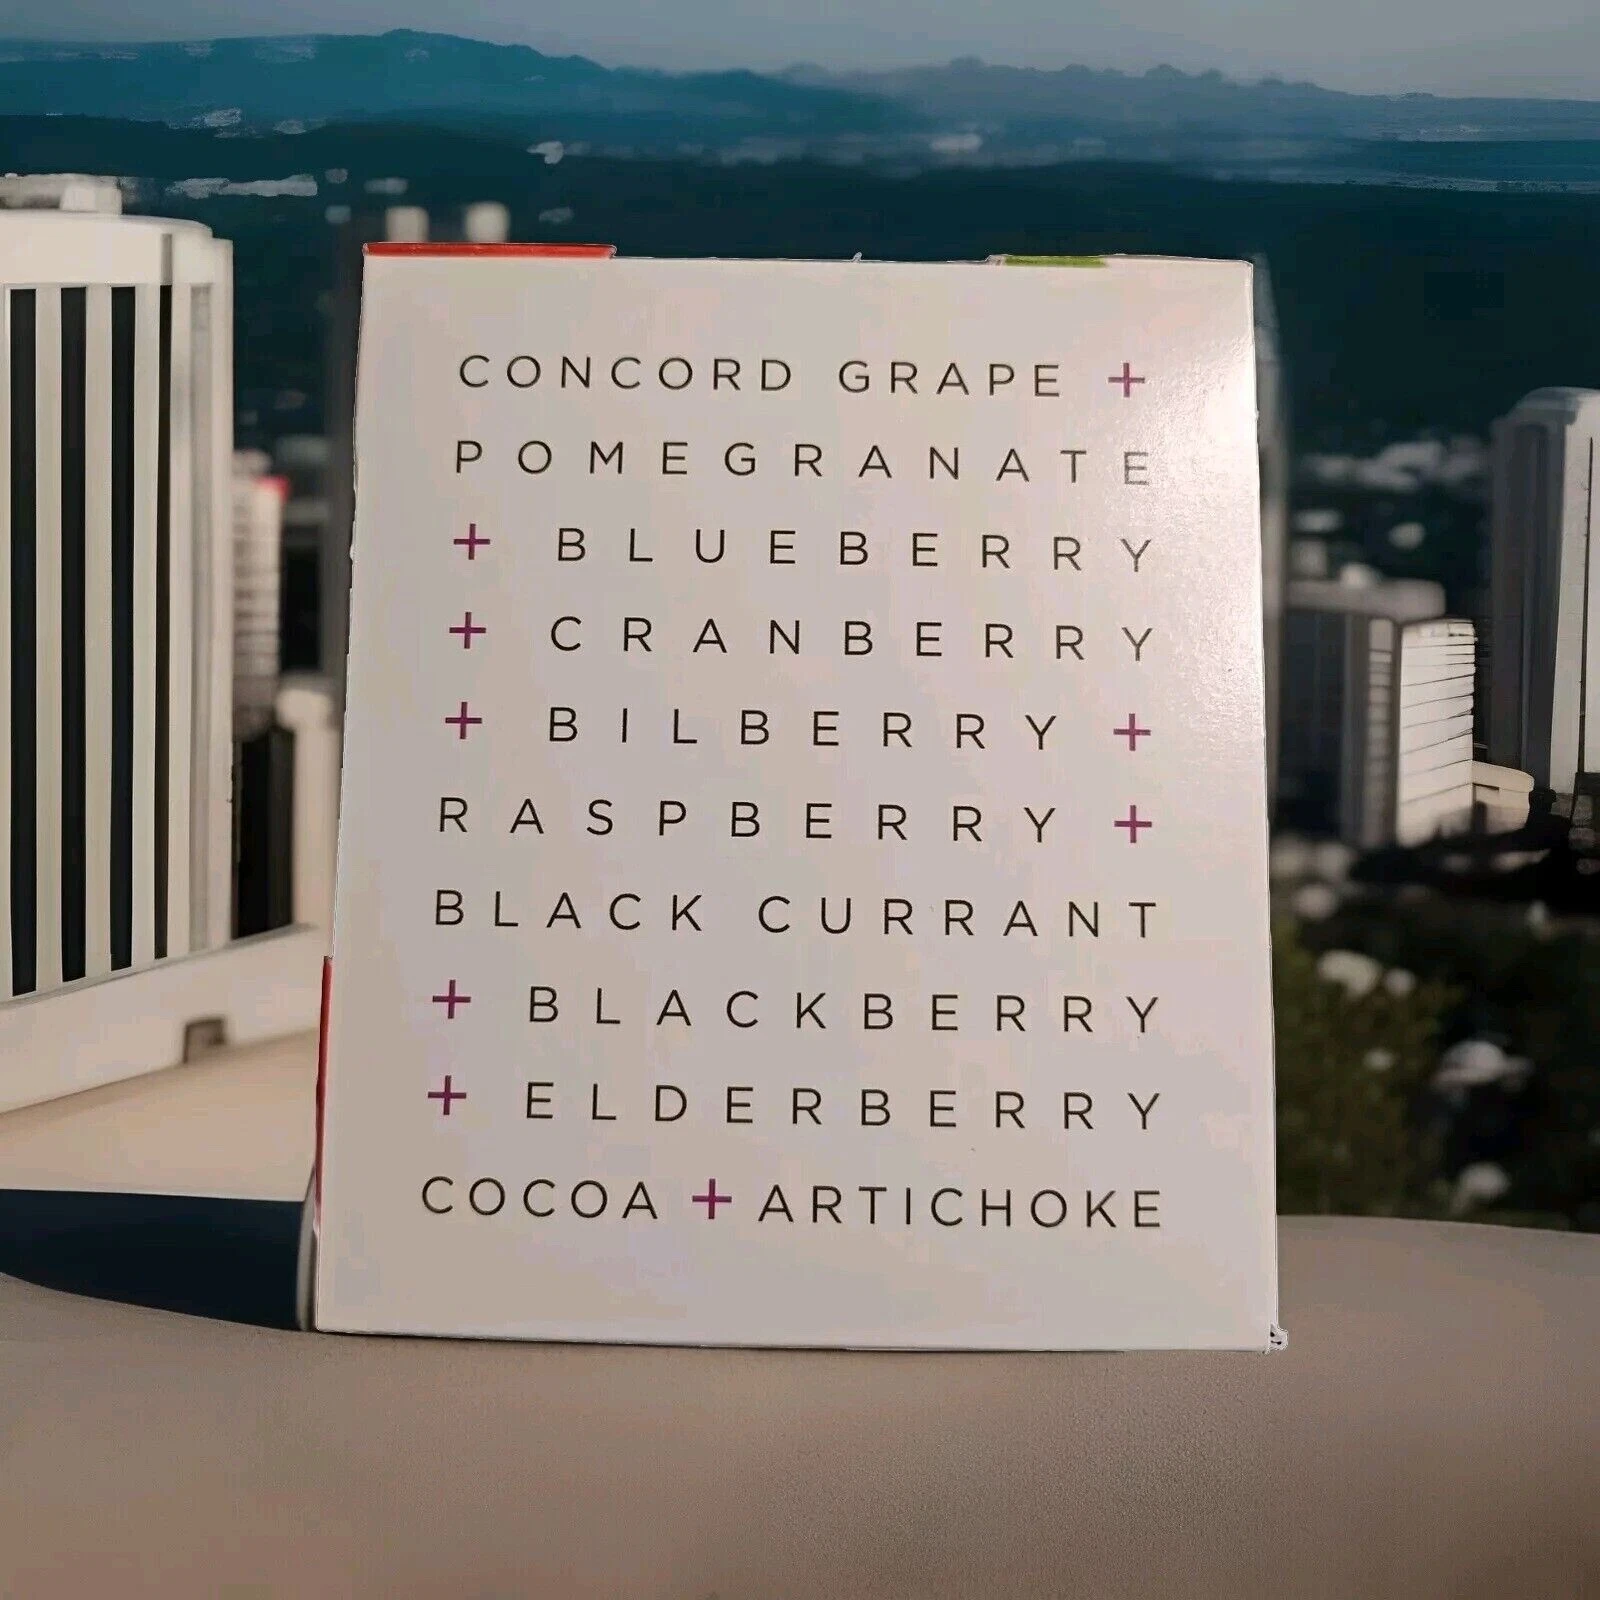 CONCORD GRAPE +
POMEGRANATE
+ BLUEBERRY
+ CRANBERRY
+ BILBERRY +
RASPBERRY +
BLACK CURRANT
+ BLACKBERRY
+ ELDERBERRY
COCOA + ARTICHOKE